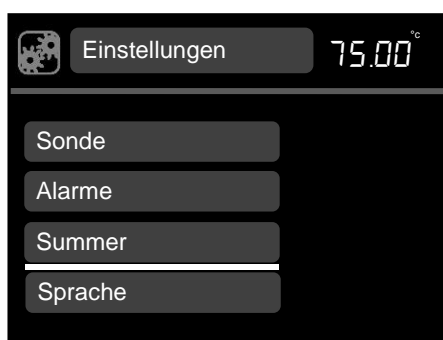 Einstellungen 75.00°c
Sonde
Alarme
Summer
Sprache